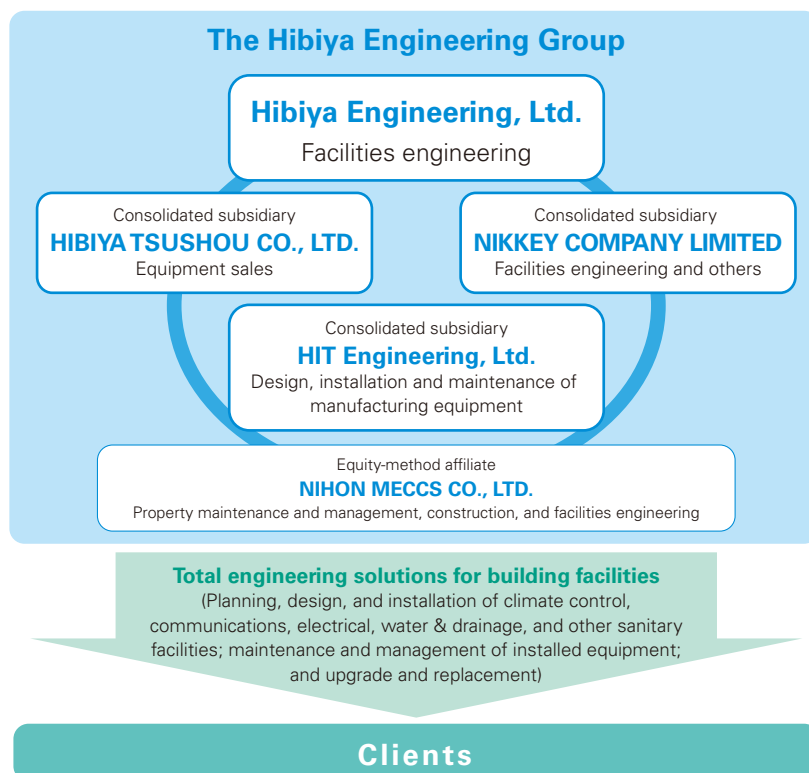 The Hibiya Engineering Group
Hibiya Engineering, Ltd.
Facilities engineering
Consolidated subsidiary
HIBIYA TSUSHOU CO., LTD.
Equipment sales
Consolidated subsidiary
NIKKEY COMPANY LIMITED
Facilities engineering and others
Consolidated subsidiary
HIT Engineering, Ltd.
Design, installation and maintenance of
manufacturing equipment
Equity-method affiliate
NIHON MECCS CO., LTD.
Property maintenance and management, construction, and facilities engineering
Total engineering solutions for building facilities
(Planning, design, and installation of climate control,
communications, electrical, water & drainage, and other sanitary
facilities; maintenance and management of installed equipment;
and upgrade and replacement)
Clients